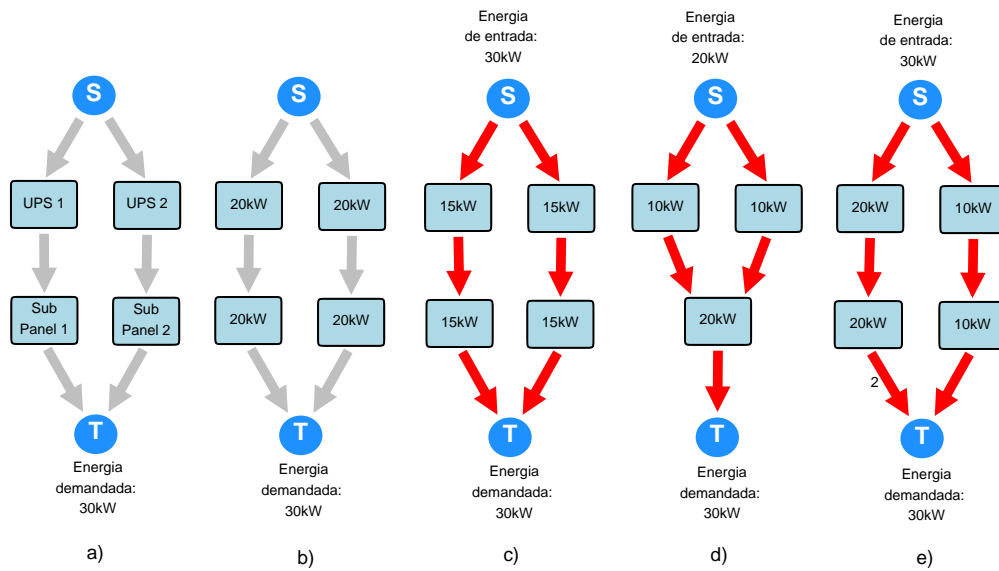 S
UPS 1
UPS 2
Sub
Panel 1
Sub
Panel 2
T
Energia
demandada:
30kW
a)
S
20kW
20kW
20kW
20kW
T
Energia
demandada:
30kW
b)
Energia
de entrada:
30kW
S
15kW
15kW
15kW
15kW
T
Energia
demandada:
30kW
c)
Energia
de entrada:
20kW
S
10kW
10kW
20kW
T
Energia
demandada:
30kW
d)
Energia
de entrada:
30kW
S
20kW
10kW
20kW
10kW
2
T
Energia
demandada:
30kW
e)